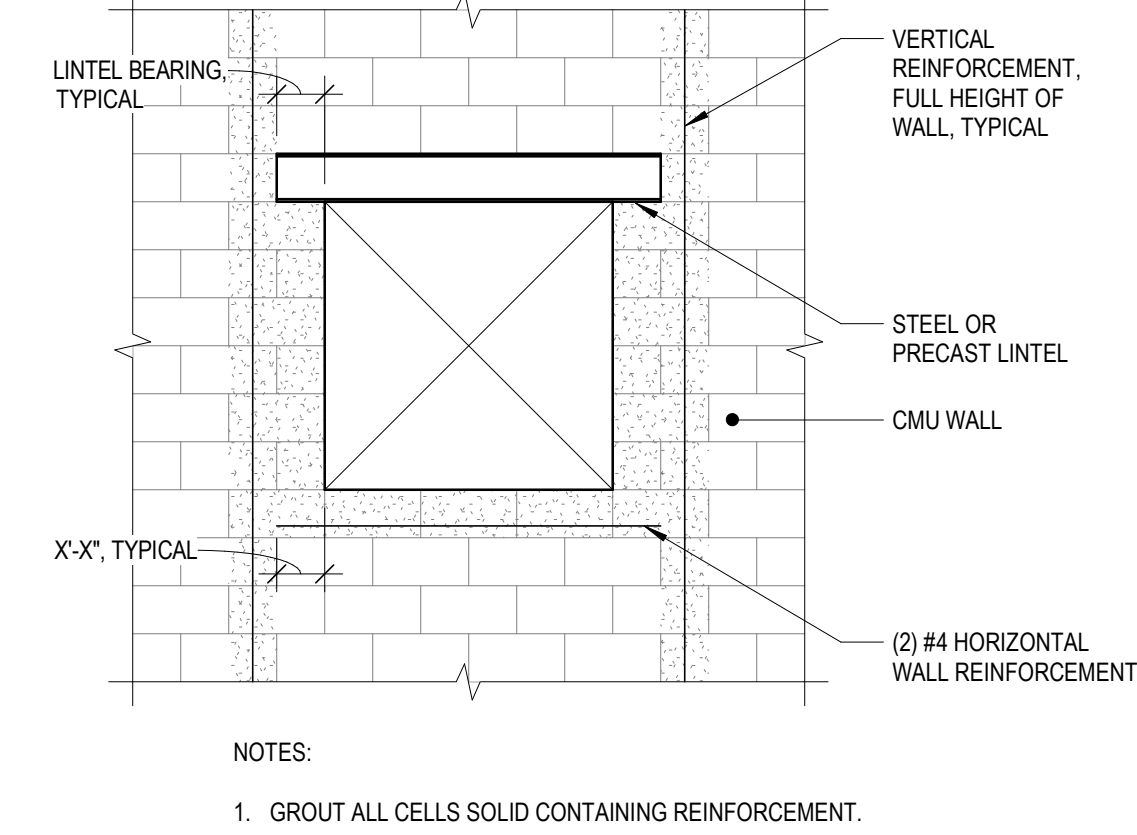 LINTEL BEARING,
TYPICAL
VERTICAL
REINFORCEMENT,
FULL HEIGHT OF
WALL, TYPICAL
STEEL OR
PRECAST LINTEL
CMU WALL
X'-X", TYPICAL
(2) #4 HORIZONTAL
WALL REINFORCEMENT
NOTES:
1. GROUT ALL CELLS SOLID CONTAINING REINFORCEMENT.